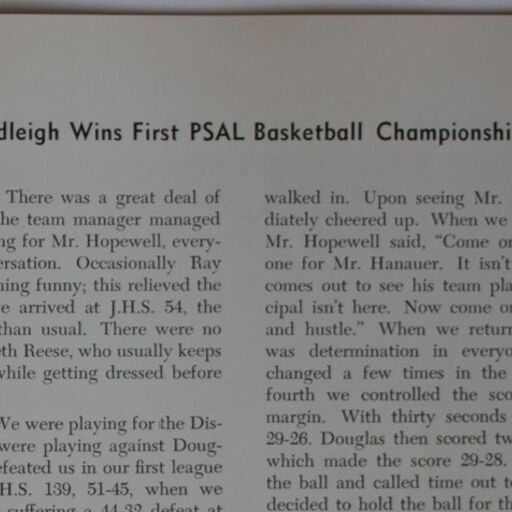 dleigh Wins First PSAL Basketball Championshi
There was a great deal of
he team manager managed
ng for Mr. Hopewell, every-
ersation. Occasionally Ray
ning funny; this relieved the
e arrived at J.H.S. 54, the
than usual. There were no
eth Reese, who usually keeps
while getting dressed before
We were playing for the Dis-
were playing against Doug-
efeated us in our first league
H.S. 139, 51-45, when we
suffering a 44-32 defeat at
walked in. Upon seeing Mr.
diately cheered up. When we
Mr. Hopewell said, “Come on
one for Mr. Hanauer. It isn't
comes out to see his team pla
cipal isn't here. Now come on
and hustle.” When we return
was determination in everyo
changed a few times in the
fourth we controlled the sco
margin. With thirty seconds
29-26. Douglas then scored tw
which made the score 29-28.
the ball and called time out to
decided to hold the ball for th